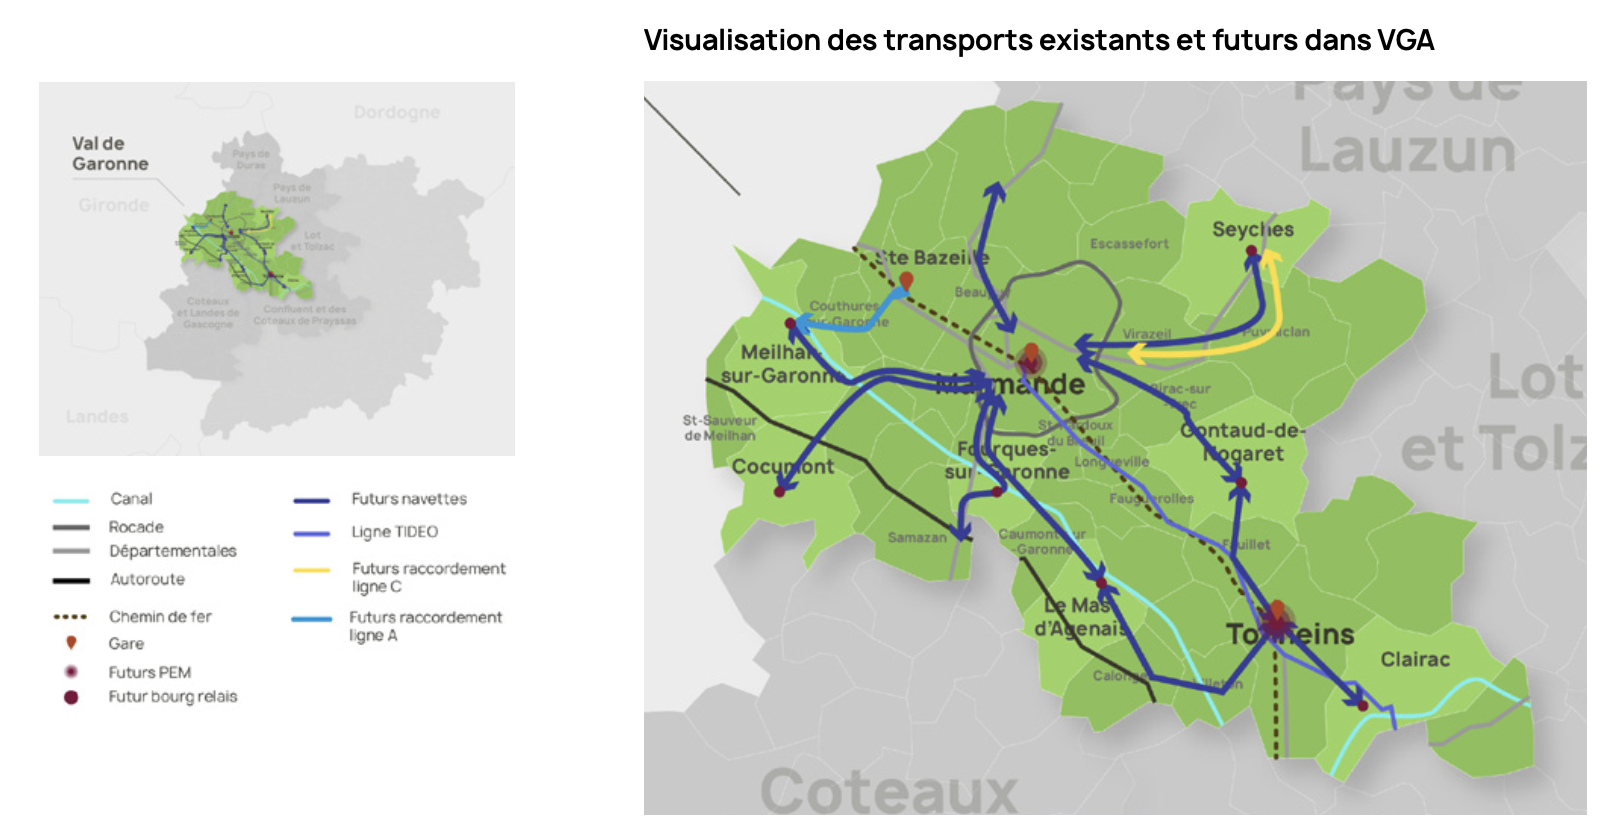 Visualisation des transports existants et futurs dans VGA
Dordogne
Val de
Garonne
Pays de
Duras
Pays de
Lauzun
Gironde
Lot
et Tolzac
Coteaux
et Landes de
Gascogne
Confluent et des
Coteaux de Prayssas
Landes
Canal
Rocade
Départementales
Autoroute
Chemin de fer
Gare
Futurs PEM
Futur bourg relais
Futurs navettes
Ligne TIDEO
Futurs raccordement
ligne C
Futurs raccordement
ligne A
Pays de
Lauzun
Seyches
Escassefort
Ste Bazeille
Beaupuy
Couthures
sur-Garonne
Virazeil
Puymiclan
Meilhan-
sur-Garonne
Marmande
Birac-sur
-Trec
Lot
et Tolz
St-Sauveur
de Meilhan
St-Pardoux
du Breuil
Gontaud-de-
Nogaret
Cocumont
Fourques-
sur-Garonne
Longueville
Fauguerolles
Samazan
Caumont-sur
-Garonne
Fauillet
Le Mas
d'Agenais
Tonneins
Clairac
Calonges
Villeton
Coteaux